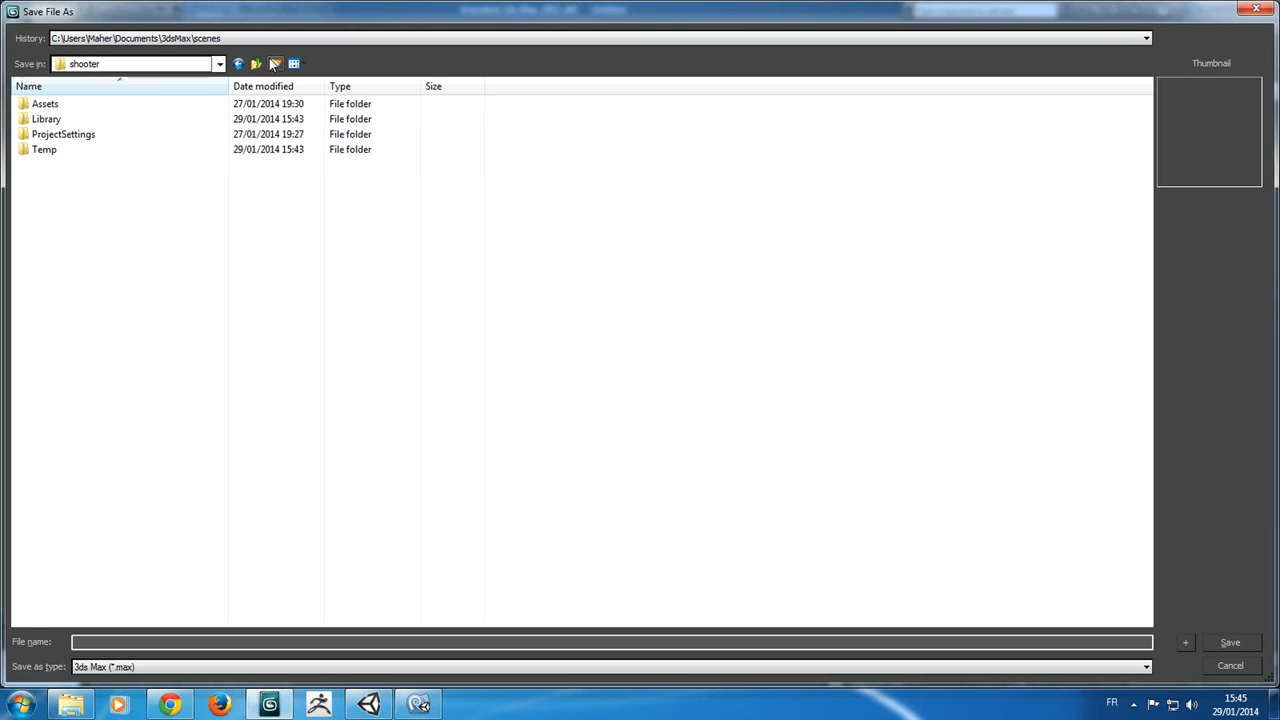 Save File As
History: C:\Users\Maher\Documents\3dsMax\scenes
Save in: shooter
Thumbnail
Name Date modified Type Size
Assets 27/01/2014 19:30 File folder
Library 29/01/2014 15:43 File folder
ProjectSettings 27/01/2014 19:27 File folder
Temp 29/01/2014 15:43 File folder
File name: + Save
Save as type: 3ds Max (*.max) Cancel
FR 15:45
29/01/2014